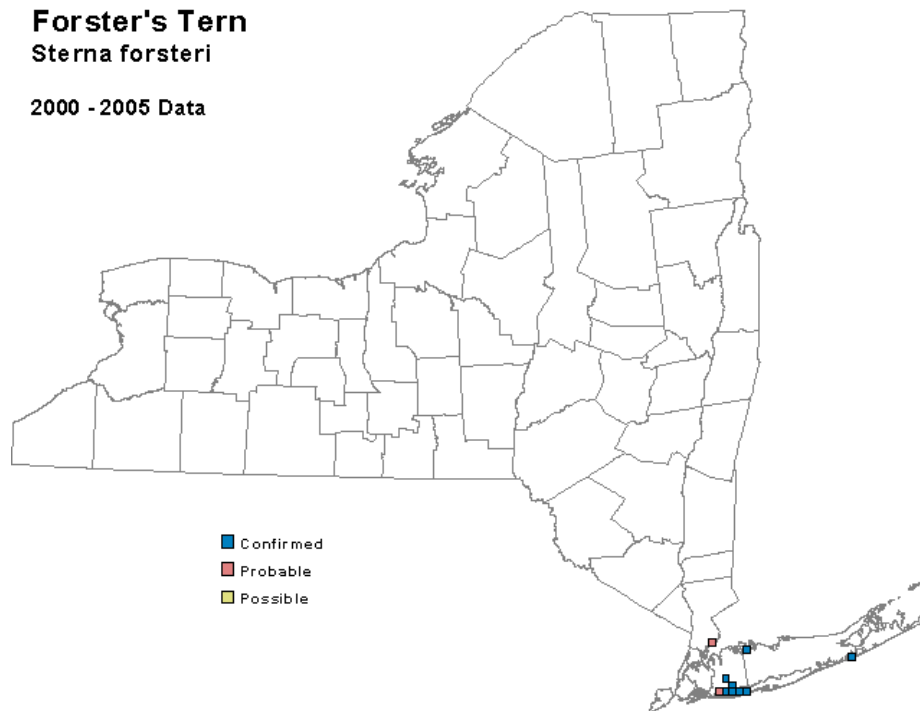 Forster's Tern
Sterna forsteri
2000 - 2005 Data
Confirmed
Probable
Possible